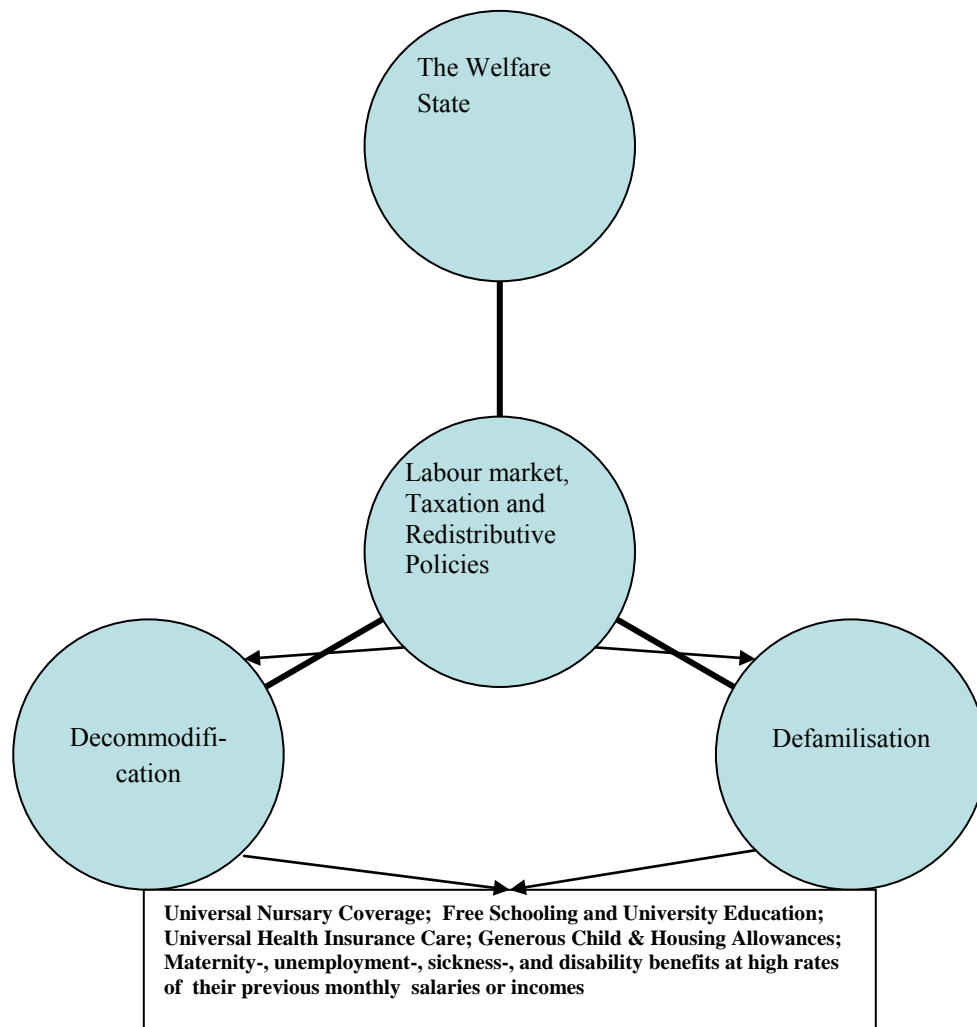 The Welfare
State
Labour market,
Taxation and
Redistributive
Policies
Decommodifi-
cation
Defamilisation
Universal Nursary Coverage; Free Schooling and University Education;
Universal Health Insurance Care; Generous Child & Housing Allowances;
Maternity-, unemployment-, sickness-, and disability benefits at high rates
of their previous monthly salaries or incomes